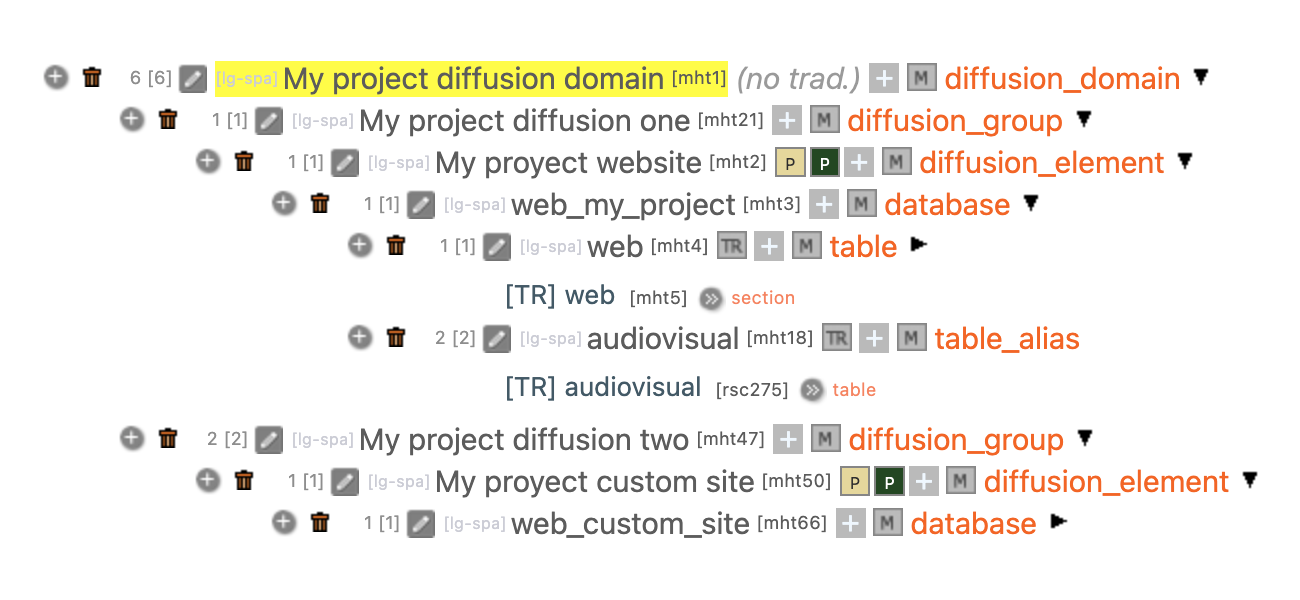 6 [6] [lg-spa] My project diffusion domain [mht1] (no trad.) M diffusion_domain
1 [1] [lg-spa] My project diffusion one [mht21] M diffusion_group
1 [1] [lg-spa] My proyect website [mht2] P P M diffusion_element
1 [1] [lg-spa] web_my_project [mht3] M database
1 [1] [lg-spa] web [mht4] TR M table
[TR] web [mht5] section
2 [2] [lg-spa] audiovisual [mht18] TR M table_alias
[TR] audiovisual [rsc275] table
2 [2] [lg-spa] My project diffusion two [mht47] M diffusion_group
1 [1] [lg-spa] My proyect custom site [mht50] P P M diffusion_element
1 [1] [lg-spa] web_custom_site [mht66] M database